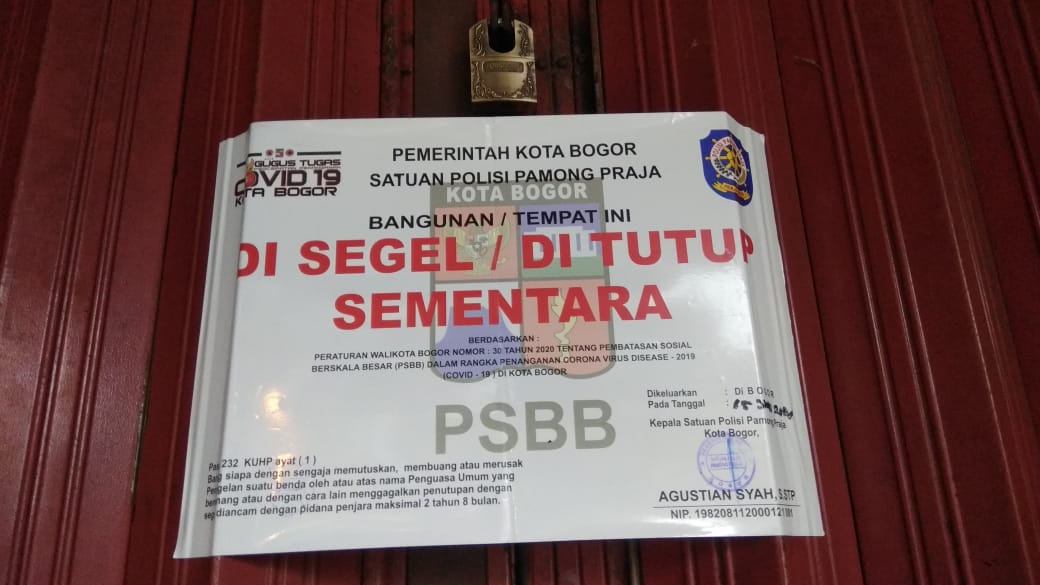 GUGUS TUGAS
COVID 19
KOTA BOGOR
PEMERINTAH KOTA BOGOR
SATUAN POLISI PAMONG PRAJA
KOTA BOGOR
BANGUNAN / TEMPAT INI
DI SEGEL / DI TUTUP
SEMENTARA
BERDASARKAN :
PERATURAN WALIKOTA BOGOR NOMOR : 30 TAHUN 2020 TENTANG PEMBATASAN SOSIAL
BERSKALA BESAR (PSBB) DALAM RANGKA PENANGANAN CORONA VIRUS DISEASE - 2019
(COVID - 19 ) DI KOTA BOGOR
PSBB
Dikeluarkan : Di B
Pada Tanggal : 15
Kepala Satuan Polisi Pamong Praja
Kota Bogor,
AGUSTIAN SYAH, S.STP
NIP.
232 KUHP ayat ( 1 )
siapa dengan sengaja memutuskan, membuang atau merusak
suatu benda oleh atau atas nama Penguasa Umum yang
atau dengan cara lain menggagalkan penutupan dengan
diancam dengan pidana penjara maksimal 2 tahun 8 bulan.